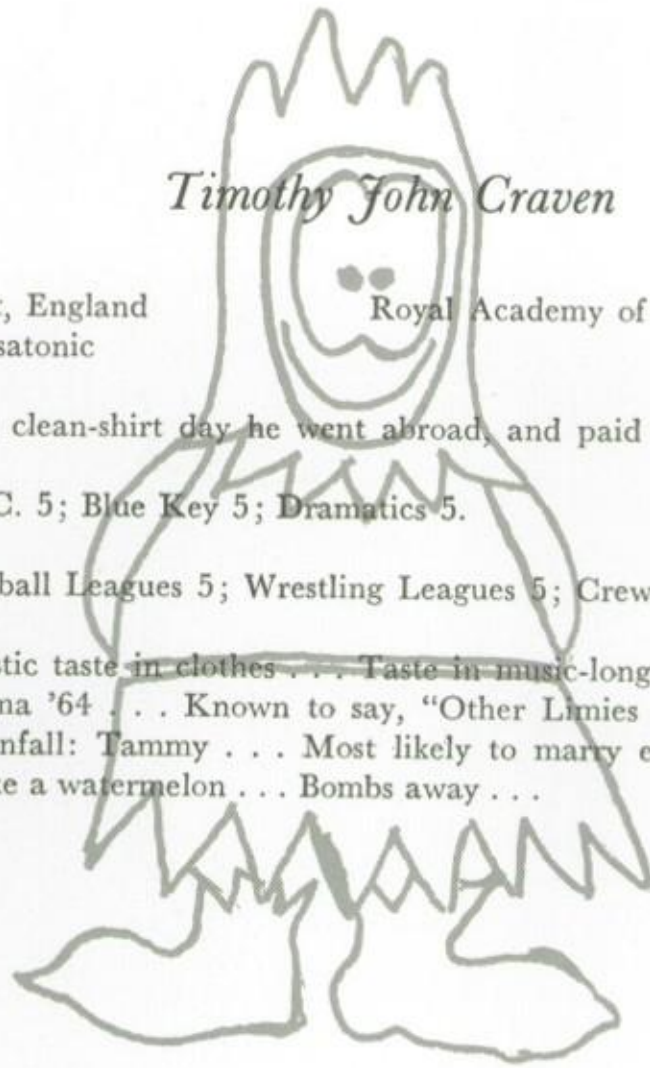 Timothy John Craven
, England Royal Academy of
satonic
clean-shirt day he went abroad, and paid
C. 5; Blue Key 5; Dramatics 5.
ball Leagues 5; Wrestling Leagues 5; Crew
stic taste in clothes . . . Taste in music-long
na '64 . . . Known to say, “Other Limies
nfall: Tammy . . . Most likely to marry e
e a watermelon . . . Bombs away . . .